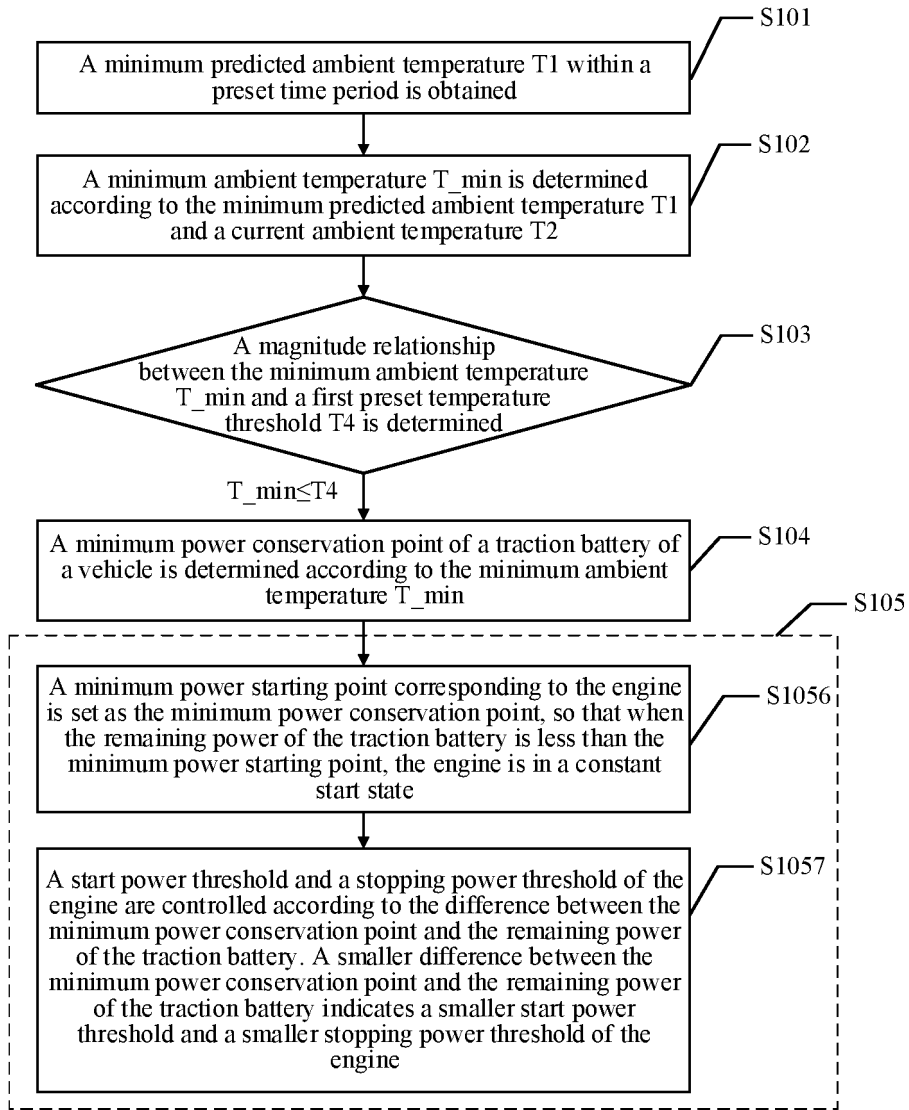 S101
A minimum predicted ambient temperature T1 within a
preset time period is obtained
S102
A minimum ambient temperature T_min is determined
according to the minimum predicted ambient temperature T1
and a current ambient temperature T2
S103
A magnitude relationship
between the minimum ambient temperature
T_min and a first preset temperature
threshold T4 is determined
T_min≤T4
S104
A minimum power conservation point of a traction battery of
a vehicle is determined according to the minimum ambient
temperature T_min
S105
S1056
A minimum power starting point corresponding to the engine
is set as the minimum power conservation point, so that when
the remaining power of the traction battery is less than the
minimum power starting point, the engine is in a constant
start state
S1057
A start power threshold and a stopping power threshold of the
engine are controlled according to the difference between the
minimum power conservation point and the remaining power
of the traction battery. A smaller difference between the
minimum power conservation point and the remaining power
of the traction battery indicates a smaller start power
threshold and a smaller stopping power threshold of the
engine